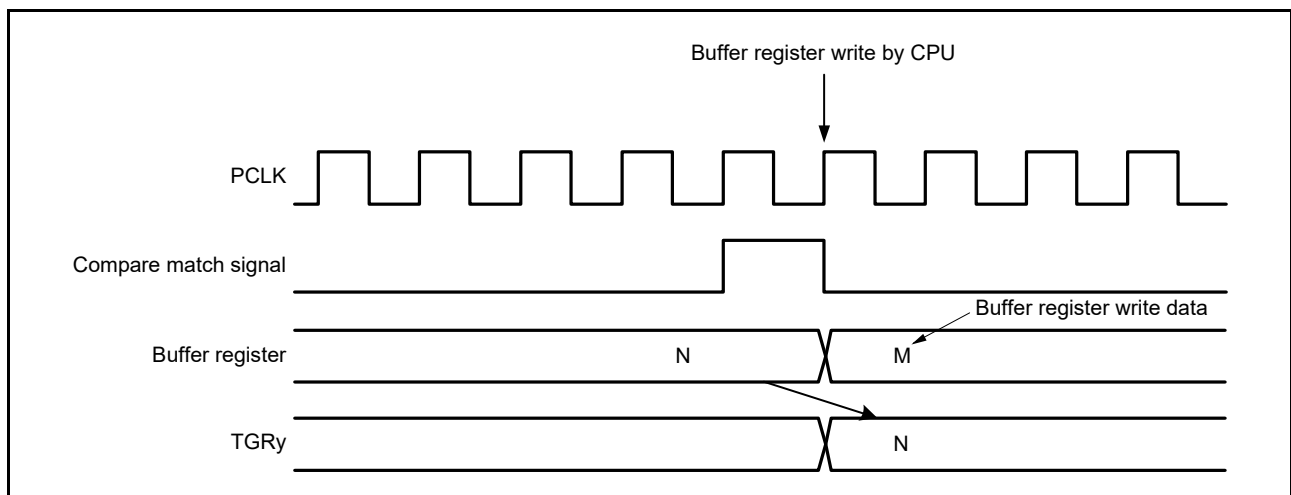 Buffer register write by CPU
PCLK
Compare match signal
Buffer register write data
Buffer register
N
M
TGRy
N